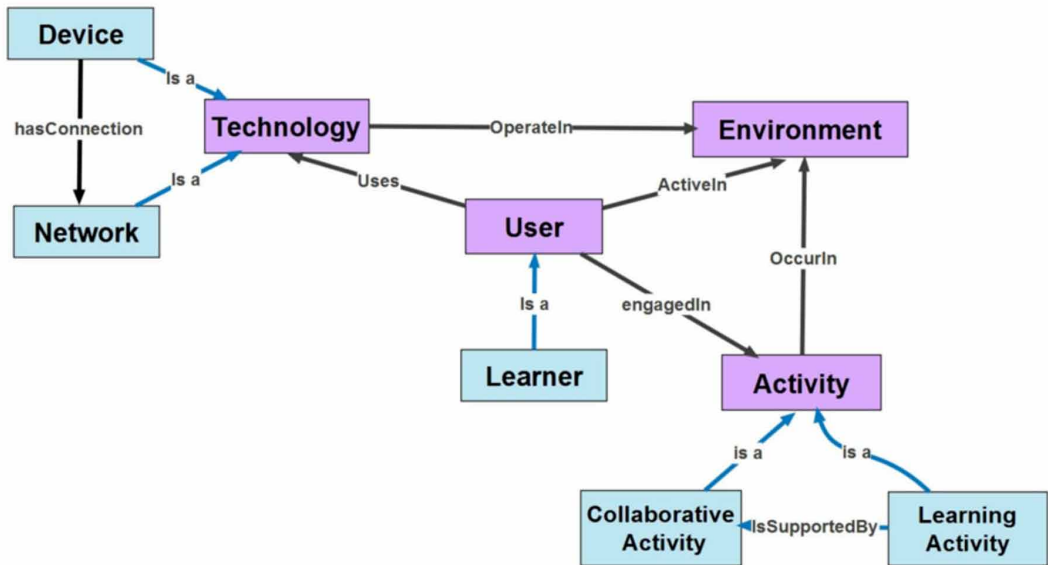 Device
Is a
hasConnection
Technology
OperateIn
Environment
Is a
Uses
ActiveIn
Network
User
OccurIn
Is a
engagedIn
Learner
Activity
is a
is a
Collaborative
Activity
IsSupportedBy
Learning
Activity